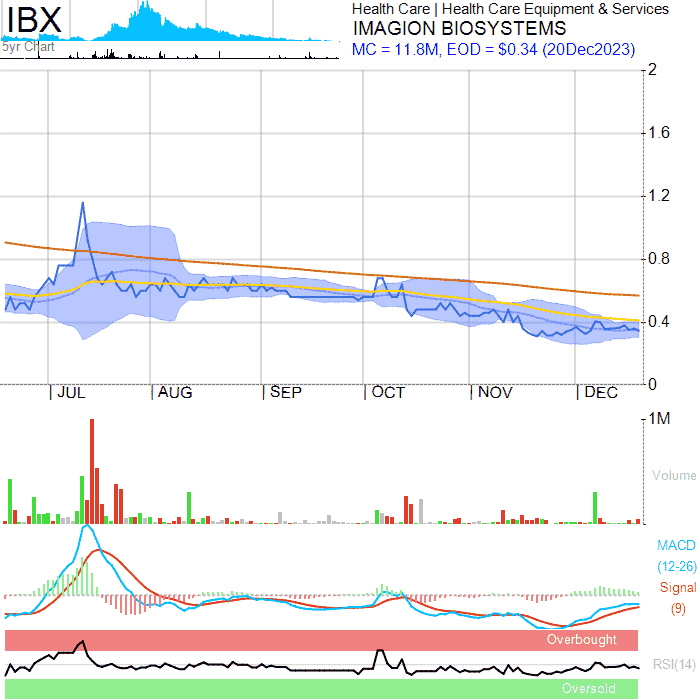 IBX
5yr Chart
Health Care | Health Care Equipment & Services
IMAGION BIOSYSTEMS
MC = 11.8M, EOD = $0.34 (20Dec2023)
2
1.6
1.2
0.8
0.4
0
| JUL | AUG | SEP | OCT | NOV | DEC
1M
Volume
MACD
(12-26)
Signal
(9)
Overbought
RSI(14)
Oversold